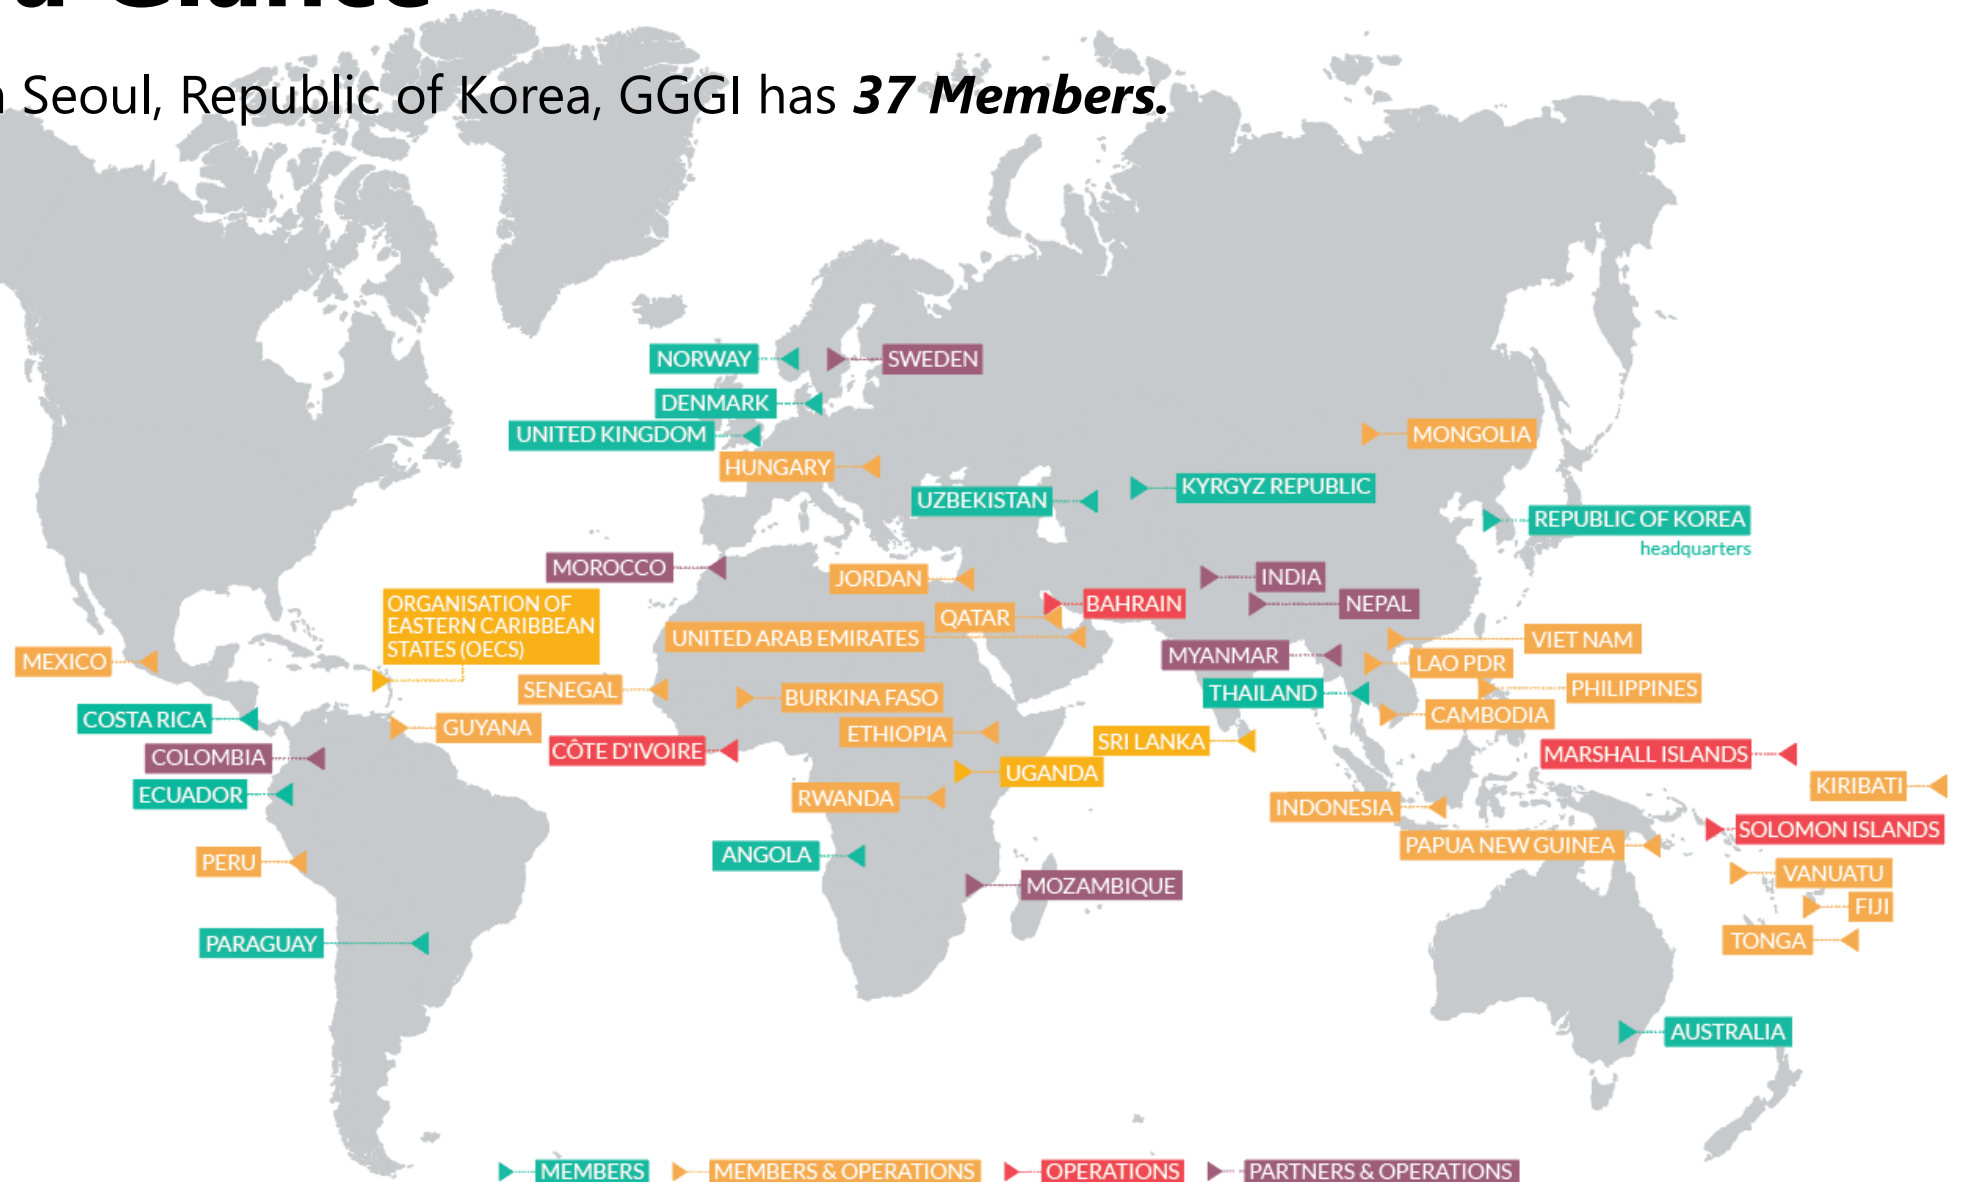 a Glance
n Seoul, Republic of Korea, GGGI has 37 Members.
NORWAY
SWEDEN
DENMARK
UNITED KINGDOM
MONGOLIA
HUNGARY
KYRGYZ REPUBLIC
UZBEKISTAN
REPUBLIC OF KOREA
headquarters
MOROCCO
JORDAN
INDIA
ORGANISATION OF
EASTERN CARIBBEAN
STATES (OECS)
BAHRAIN
NEPAL
QATAR
UNITED ARAB EMIRATES
VIET NAM
MYANMAR
MEXICO
LAO PDR
SENEGAL
BURKINA FASO
THAILAND
PHILIPPINES
COSTA RICA
GUYANA
CAMBODIA
ETHIOPIA
SRI LANKA
CÔTE D'IVOIRE
MARSHALL ISLANDS
COLOMBIA
UGANDA
KIRIBATI
ECUADOR
RWANDA
INDONESIA
SOLOMON ISLANDS
PAPUA NEW GUINEA
ANGOLA
PERU
VANUATU
MOZAMBIQUE
FIJI
PARAGUAY
TONGA
AUSTRALIA
MEMBERS
MEMBERS & OPERATIONS
OPERATIONS
PARTNERS & OPERATIONS